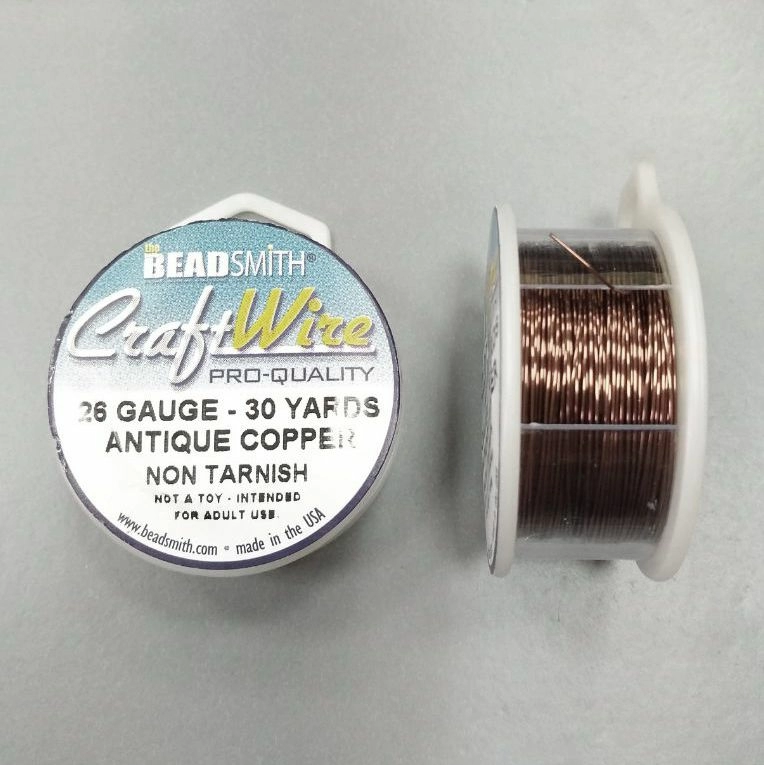 the
BEADSMITH®
CraftWire
PRO-QUALITY
26 GAUGE - 30 YARDS
ANTIQUE COPPER
NON TARNISH
NOT A TOY - INTENDED
FOR ADULT USE.
www.beadsmith.com • made in the USA